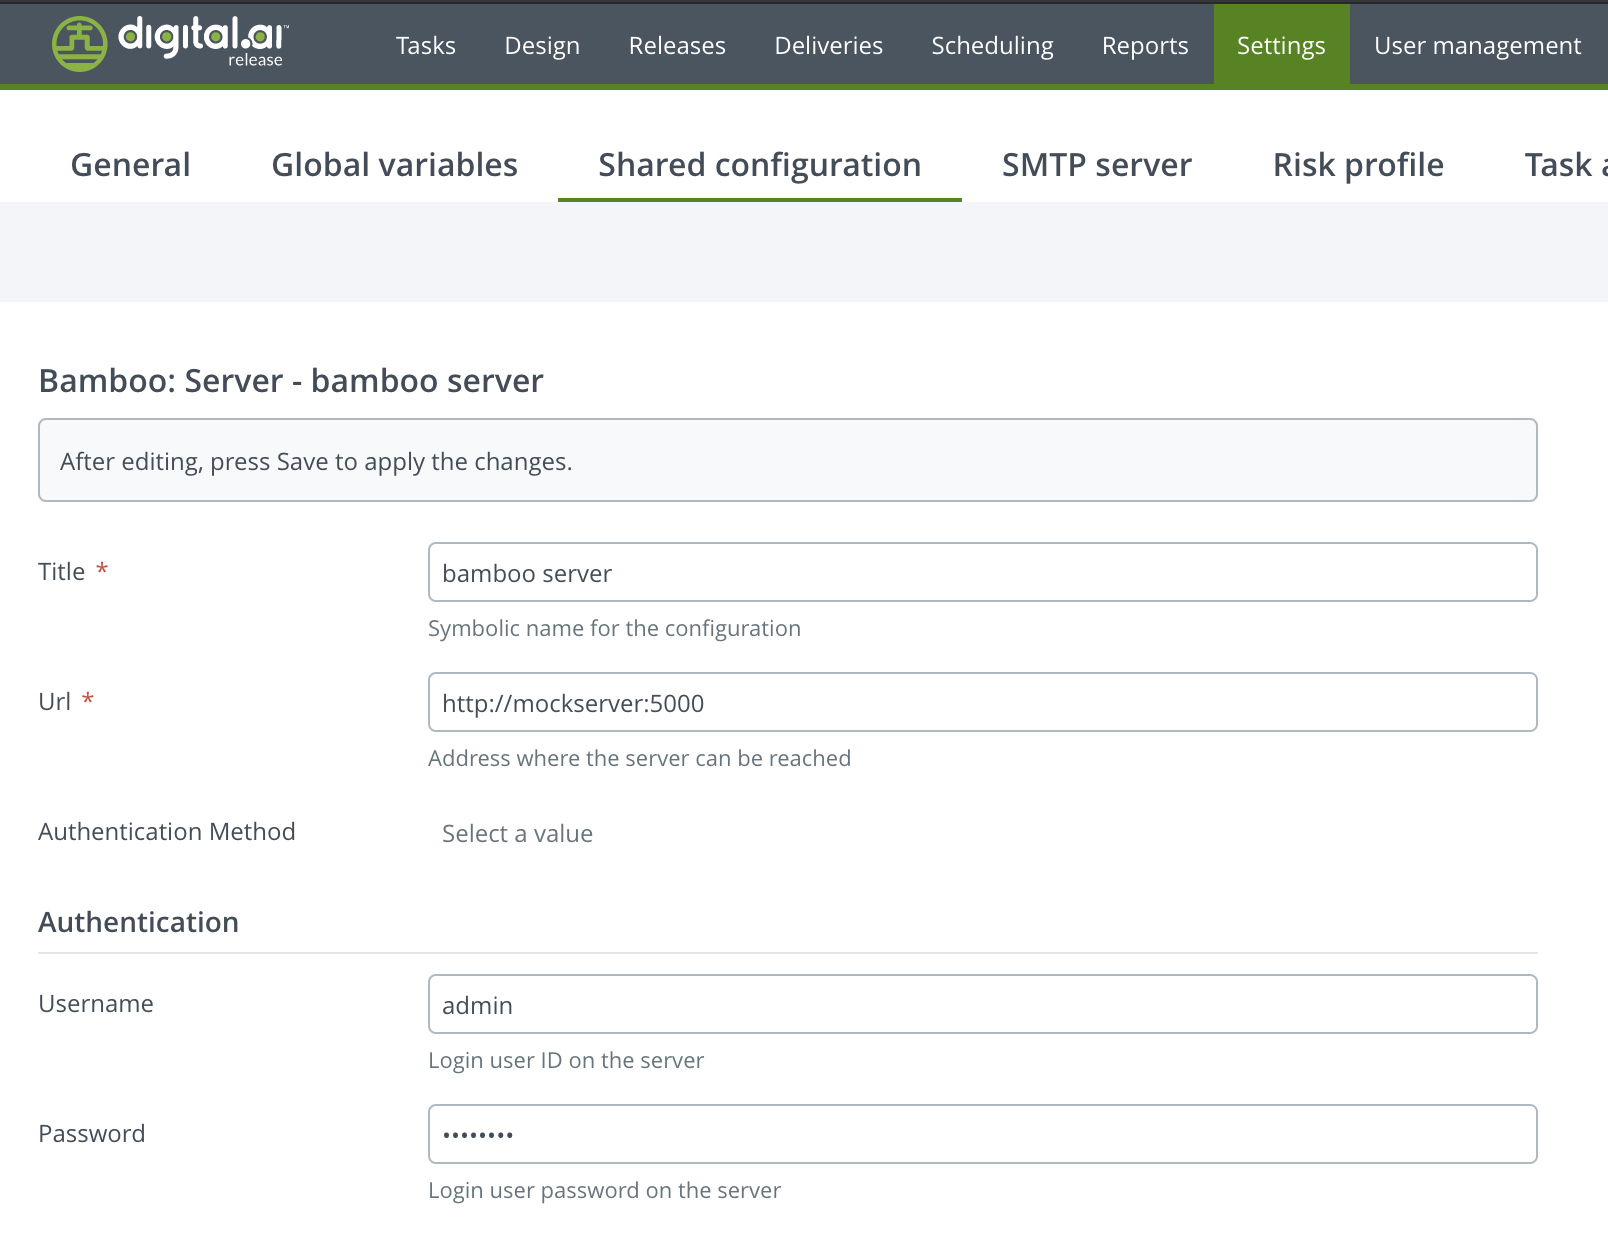 digital.ai™
release
Tasks Design Releases Deliveries Scheduling Reports Settings User management
General Global variables Shared configuration SMTP server Risk profile Task
Bamboo: Server - bamboo server
After editing, press Save to apply the changes.
Title *
bamboo server
Symbolic name for the configuration
Url *
http://mockserver:5000
Address where the server can be reached
Authentication Method
Select a value
Authentication
Username
admin
Login user ID on the server
Password
••••••••
Login user password on the server